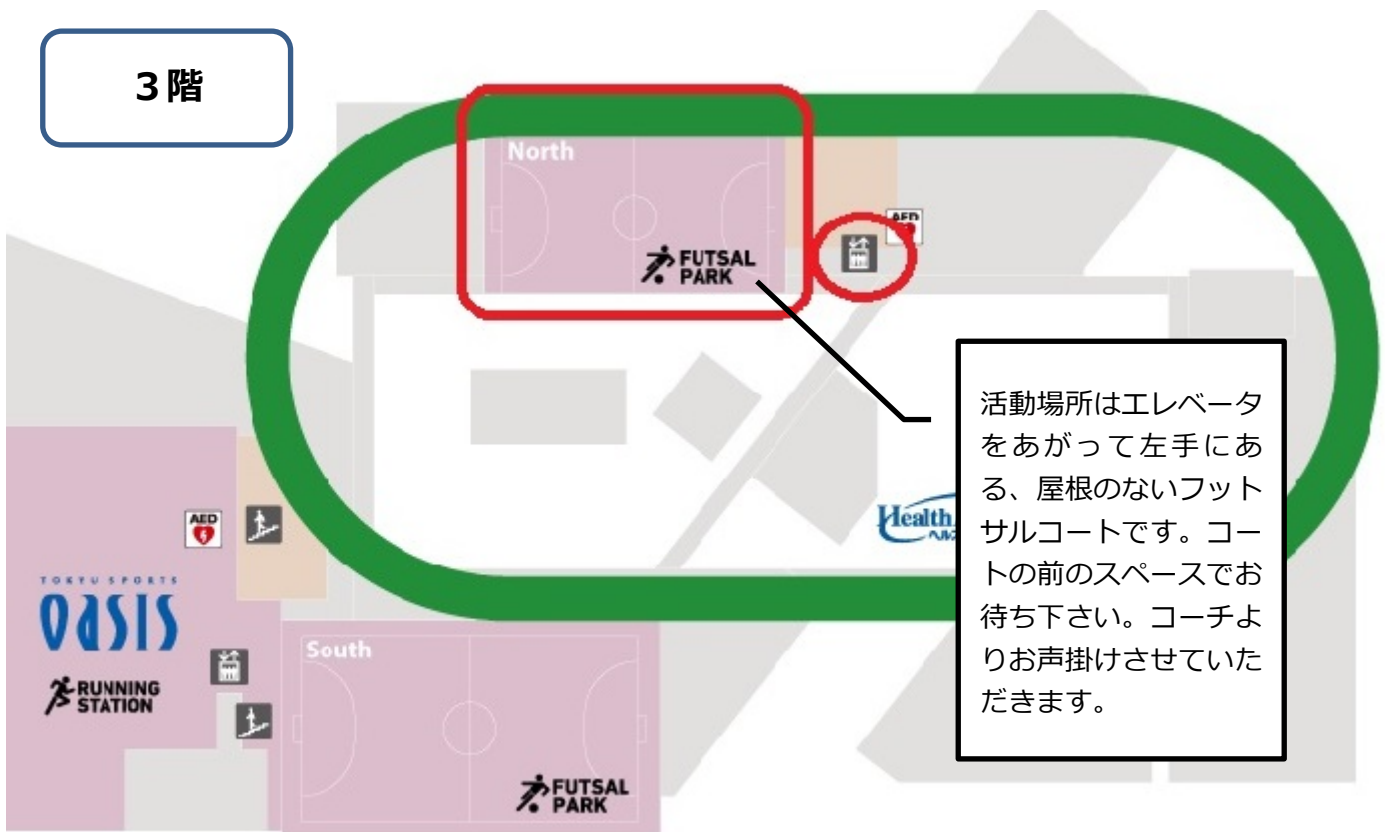 3階
North
FUTSAL
PARK
AED
活動場所はエレベータ
をあがって左手にあ
る、屋根のないフット
サルコートです。コー
トの前のスペースでお
待ち下さい。コーチよ
りお声掛けさせていた
だきます。
Health
AED
TOKYU SPORTS
OASIS
RUNNING
STATION
South
FUTSAL
PARK